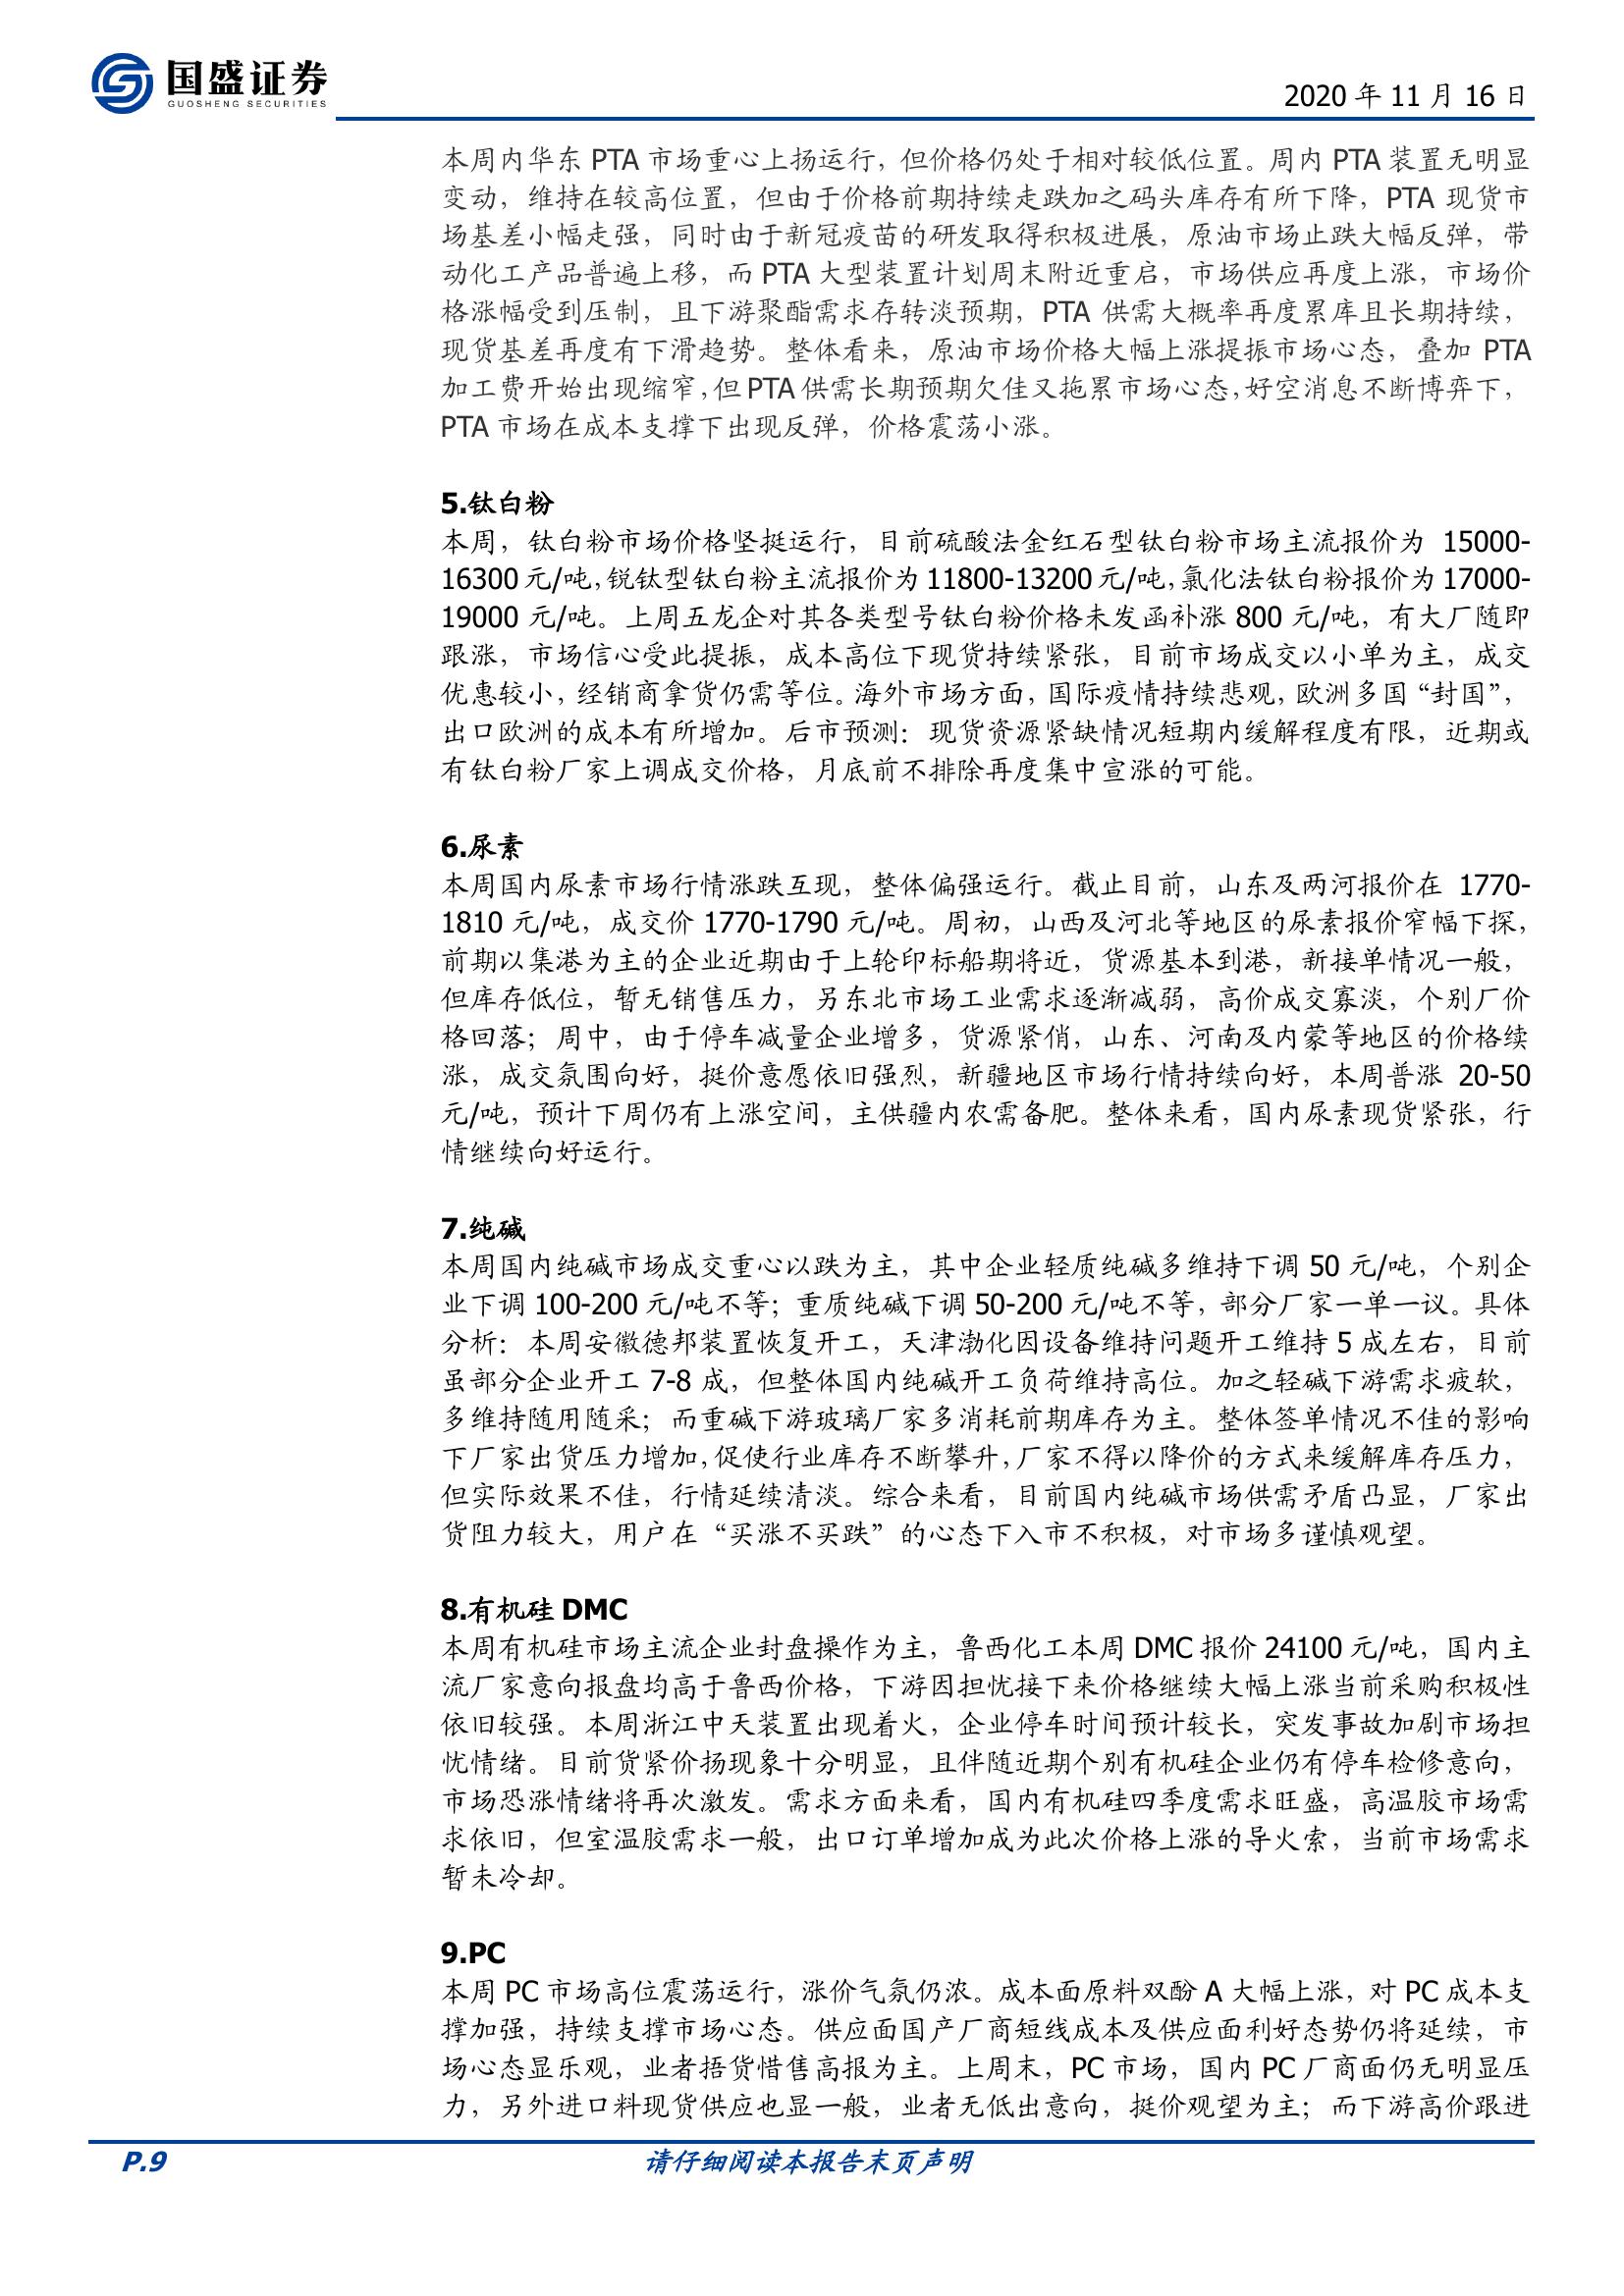 国盛证券
GUOSHENG SECURITIES
2020 年 11 月 16 日
本周内华东 PTA 市场重心上扬运行，但价格仍处于相对较低位置。周内 PTA 装置无明显
变动，维持在较高位置，但由于价格前期持续走跌加之码头库存有所下降，PTA 现货市
场基差小幅走强，同时由于新冠疫苗的研发取得积极进展，原油市场止跌大幅反弹，带
动化工产品普遍上移，而 PTA 大型装置计划周末附近重启，市场供应再度上涨，市场价
格涨幅受到压制，且下游聚酯需求存转淡预期，PTA 供需大概率再度累库且长期持续，
现货基差再度有下滑趋势。整体看来，原油市场价格大幅上涨提振市场心态，叠加 PTA
加工费开始出现缩窄，但 PTA 供需长期预期欠佳又拖累市场心态，好空消息不断博弈下，
PTA 市场在成本支撑下出现反弹，价格震荡小涨。
5.钛白粉
本周，钛白粉市场价格坚挺运行，目前硫酸法金红石型钛白粉市场主流报价为 15000-
16300 元/吨，锐钛型钛白粉主流报价为 11800-13200 元/吨，氯化法钛白粉报价为 17000-
19000 元/吨。上周五龙企对其各类型号钛白粉价格未发函补涨 800 元/吨，有大厂随即
跟涨，市场信心受此提振，成本高位下现货持续紧张，目前市场成交以小单为主，成交
优惠较小，经销商拿货仍需等位。海外市场方面，国际疫情持续悲观，欧洲多国“封国”，
出口欧洲的成本有所增加。后市预测：现货资源紧缺情况短期内缓解程度有限，近期或
有钛白粉厂家上调成交价格，月底前不排除再度集中宣涨的可能。
6.尿素
本周国内尿素市场行情涨跌互现，整体偏强运行。截止目前，山东及两河报价在 1770-
1810 元/吨，成交价 1770-1790 元/吨。周初，山西及河北等地区的尿素报价窄幅下探，
前期以集港为主的企业近期由于上轮印标船期将近，货源基本到港，新接单情况一般，
但库存低位，暂无销售压力，另东北市场工业需求逐渐减弱，高价成交寡淡，个别厂价
格回落；周中，由于停车减量企业增多，货源紧俏，山东、河南及内蒙等地区的价格续
涨，成交氛围向好，挺价意愿依旧强烈，新疆地区市场行情持续向好，本周普涨 20-50
元/吨，预计下周仍有上涨空间，主供疆内农需备肥。整体来看，国内尿素现货紧张，行
情继续向好运行。
7.纯碱
本周国内纯碱市场成交重心以跌为主，其中企业轻质纯碱多维持下调 50 元/吨，个别企
业下调 100-200 元/吨不等；重质纯碱下调 50-200 元/吨不等，部分厂家一单一议。具体
分析：本周安徽德邦装置恢复开工，天津渤化因设备维持问题开工维持 5 成左右，目前
虽部分企业开工 7-8 成，但整体国内纯碱开工负荷维持高位。加之轻碱下游需求疲软，
多维持随用随采；而重碱下游玻璃厂家多消耗前期库存为主。整体签单情况不佳的影响
下厂家出货压力增加，促使行业库存不断攀升，厂家不得以降价的方式来缓解库存压力，
但实际效果不佳，行情延续清淡。综合来看，目前国内纯碱市场供需矛盾凸显，厂家出
货阻力较大，用户在“买涨不买跌”的心态下入市不积极，对市场多谨慎观望。
8.有机硅 DMC
本周有机硅市场主流企业封盘操作为主，鲁西化工本周 DMC 报价 24100 元/吨，国内主
流厂家意向报盘均高于鲁西价格，下游因担忧接下来价格继续大幅上涨当前采购积极性
依旧较强。本周浙江中天装置出现着火，企业停车时间预计较长，突发事故加剧市场担
忧情绪。目前货紧价扬现象十分明显，且伴随近期个别有机硅企业仍有停车检修意向，
市场恐涨情绪将再次激发。需求方面来看，国内有机硅四季度需求旺盛，高温胶市场需
求依旧，但室温胶需求一般，出口订单增加成为此次价格上涨的导火索，当前市场需求
暂未冷却。
9.PC
本周 PC 市场高位震荡运行，涨价气氛仍浓。成本面原料双酚 A 大幅上涨，对 PC 成本支
撑加强，持续支撑市场心态。供应面国产厂商短线成本及供应面利好态势仍将延续，市
场心态显乐观，业者捂货惜售高报为主。上周末，PC 市场，国内 PC 厂商面仍无明显压
力，另外进口料现货供应也显一般，业者无低出意向，挺价观望为主；而下游高价跟进
P.9
请仔细阅读本报告末页声明